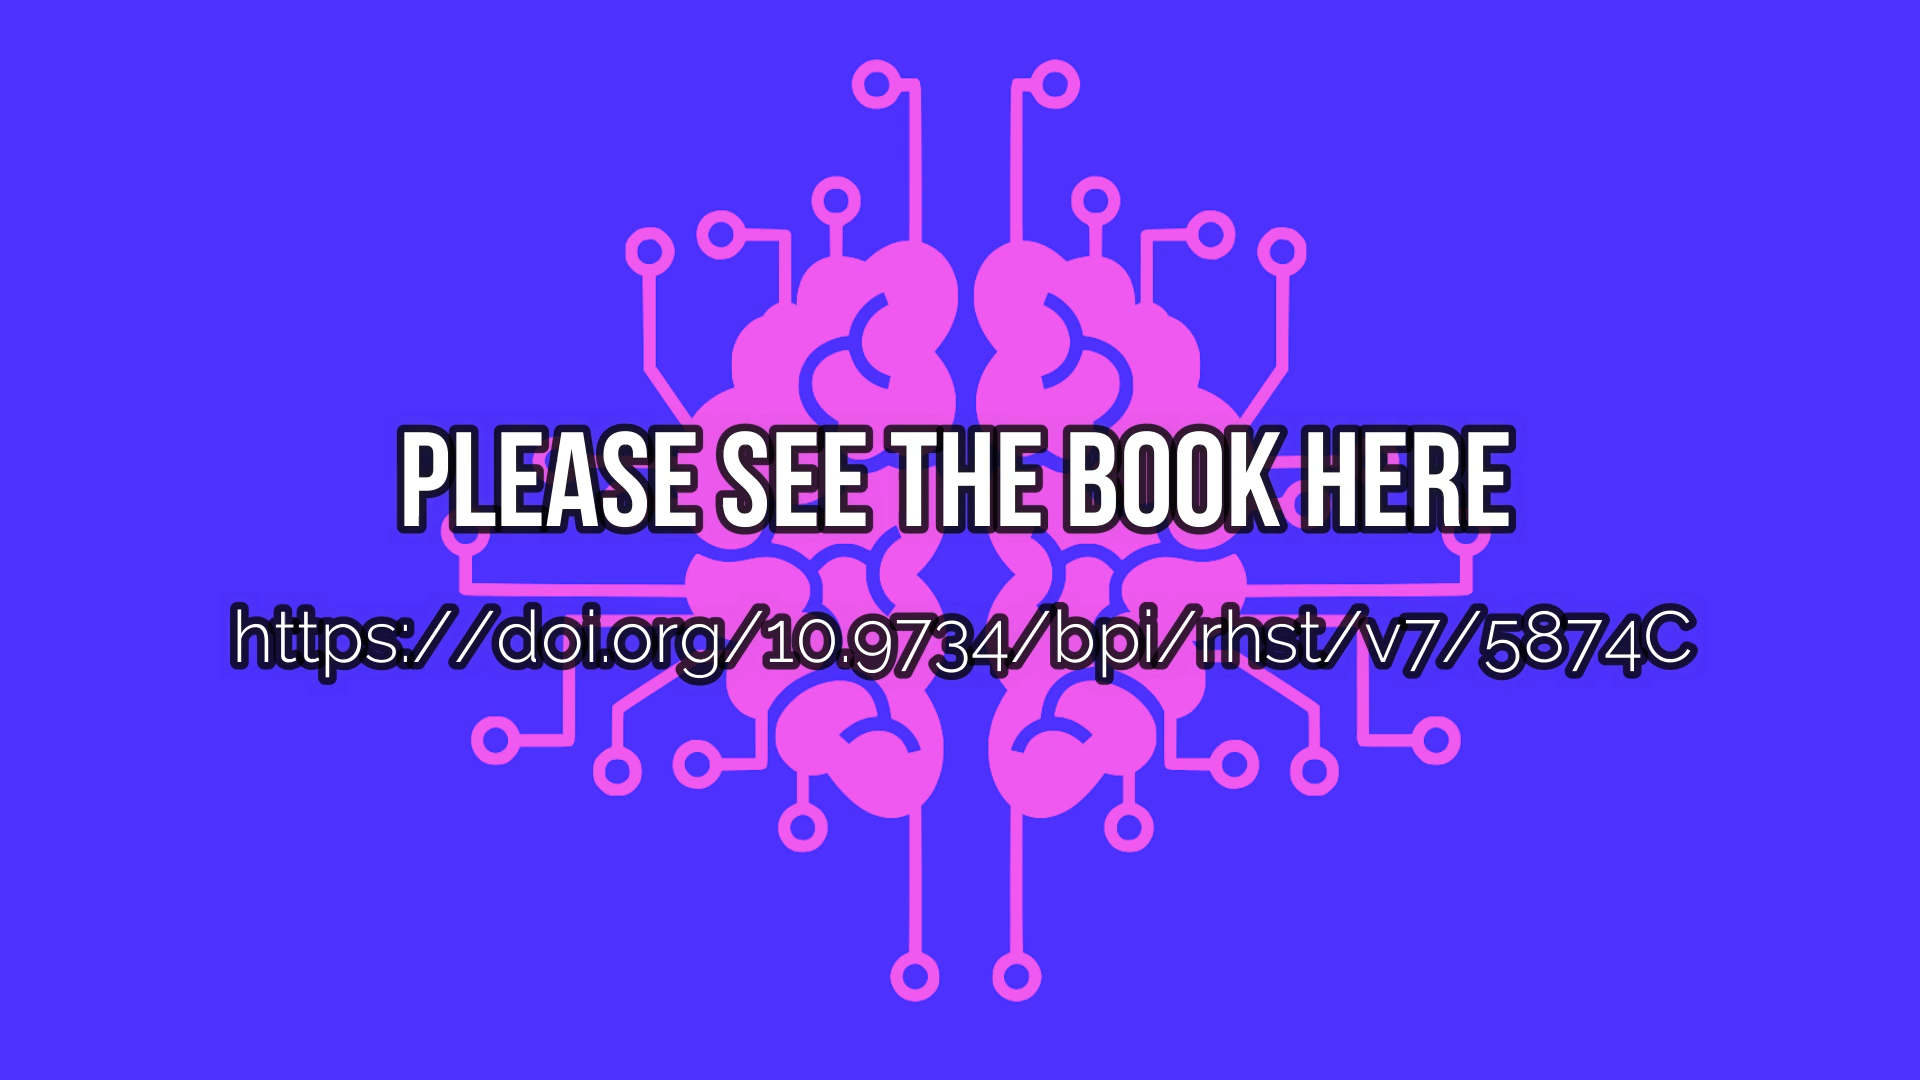 PLEASE SEE THE BOOK HERE
https://doi.org/10.9734/bpi/rhst/v7/5874C